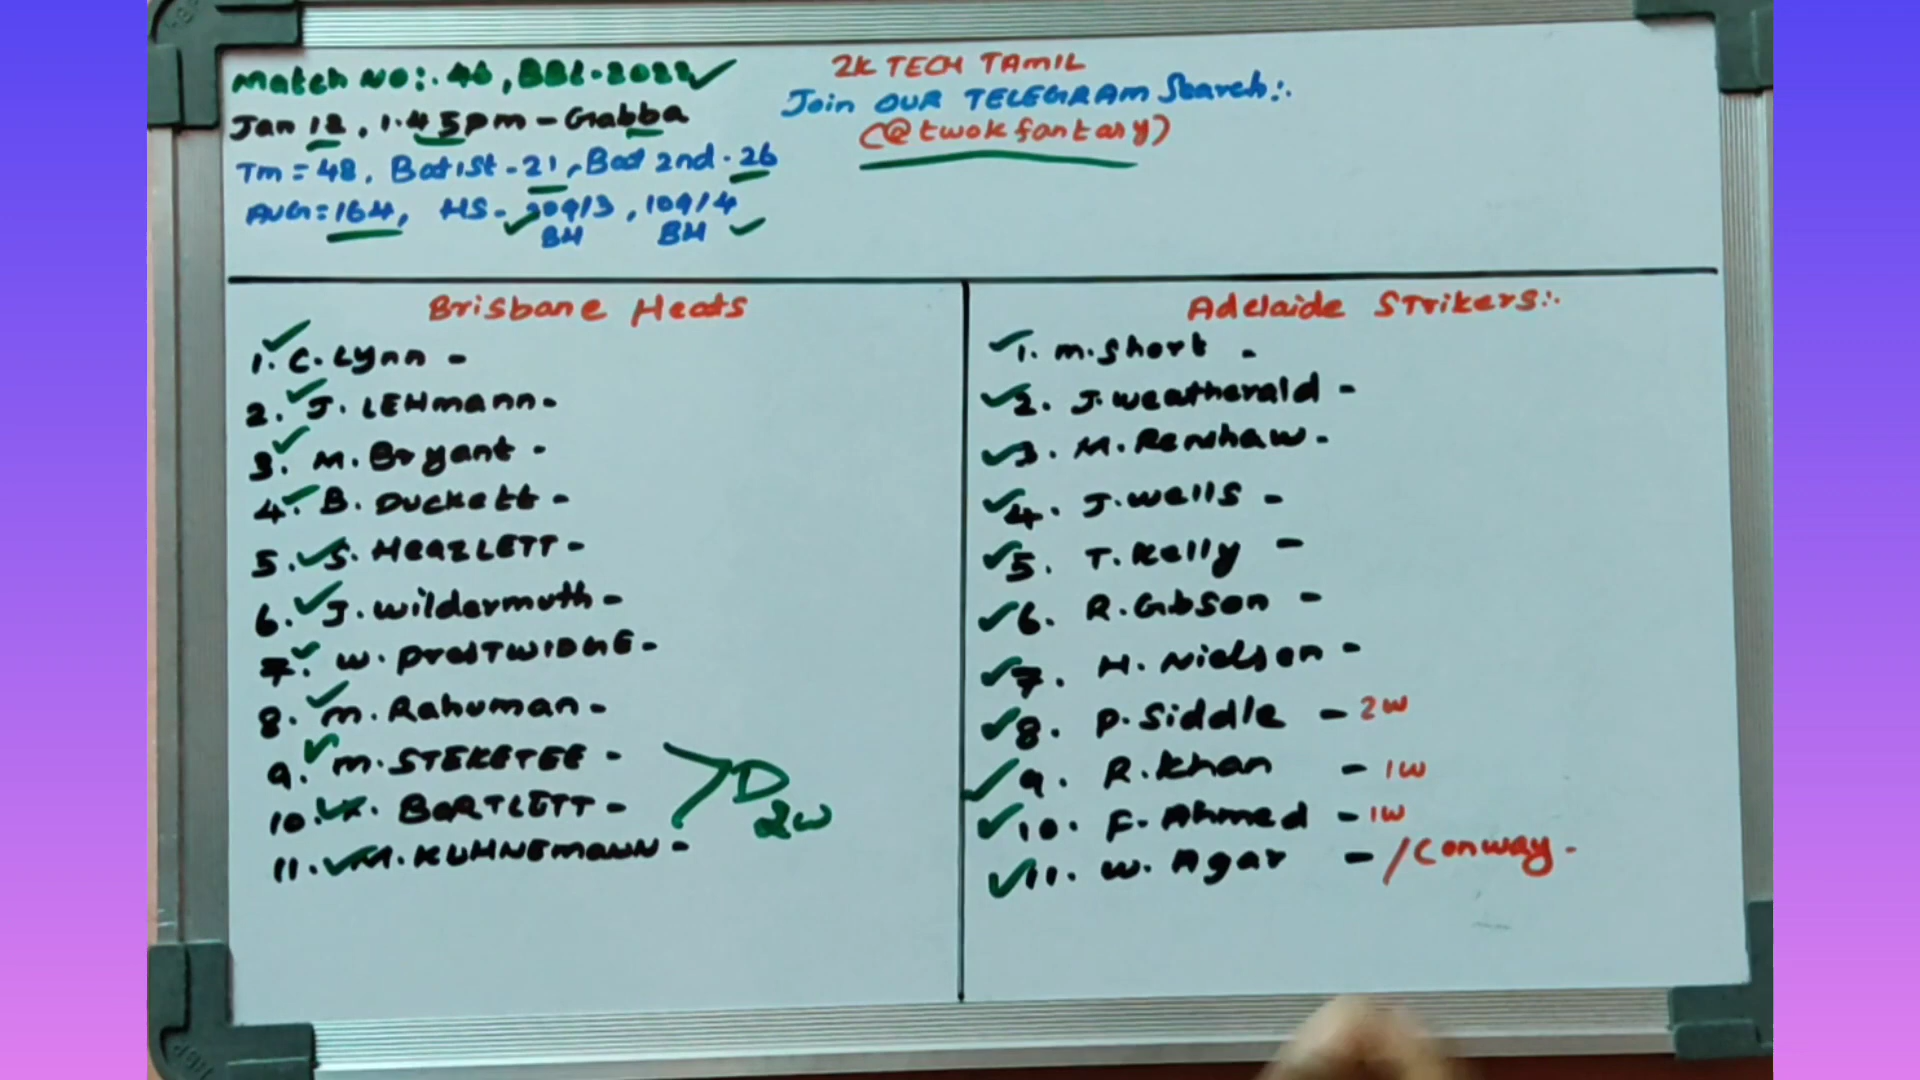 Match NO:. 46, BBL-2022
Jan 12, 1.45pm - Gabba
Tm = 48, Bat 1st - 21, Bat 2nd - 26
AVG = 164, HS - 209/3, 109/4
BH BH
2K TECH TAMIL
Join OUR TELEGRAM Search:.
(@twokfantasy)
Brisbane Heats
1. C. Lynn -
2. J. LEHmann -
3. M. Bryant -
4. B. Duckett -
5. S. HEAZLETT -
6. J. wildermuth -
7. W. PresTWIDGE -
8. M. Rahuman -
9. M. STEKETEE -
10. X. BARTLETT -
11. M. KUHNEmANN -
D
2w
Adelaide Strikers:.
1. M. Short -
2. J. weatherald -
3. M. Renshaw -
4. J. wells -
5. T. Kelly -
6. R. Gibson -
7. H. Nielsen -
8. P. Siddle - 2w
9. R. Khan - 1w
10. F. Ahmed - 1w
11. W. Agar - / Conway -